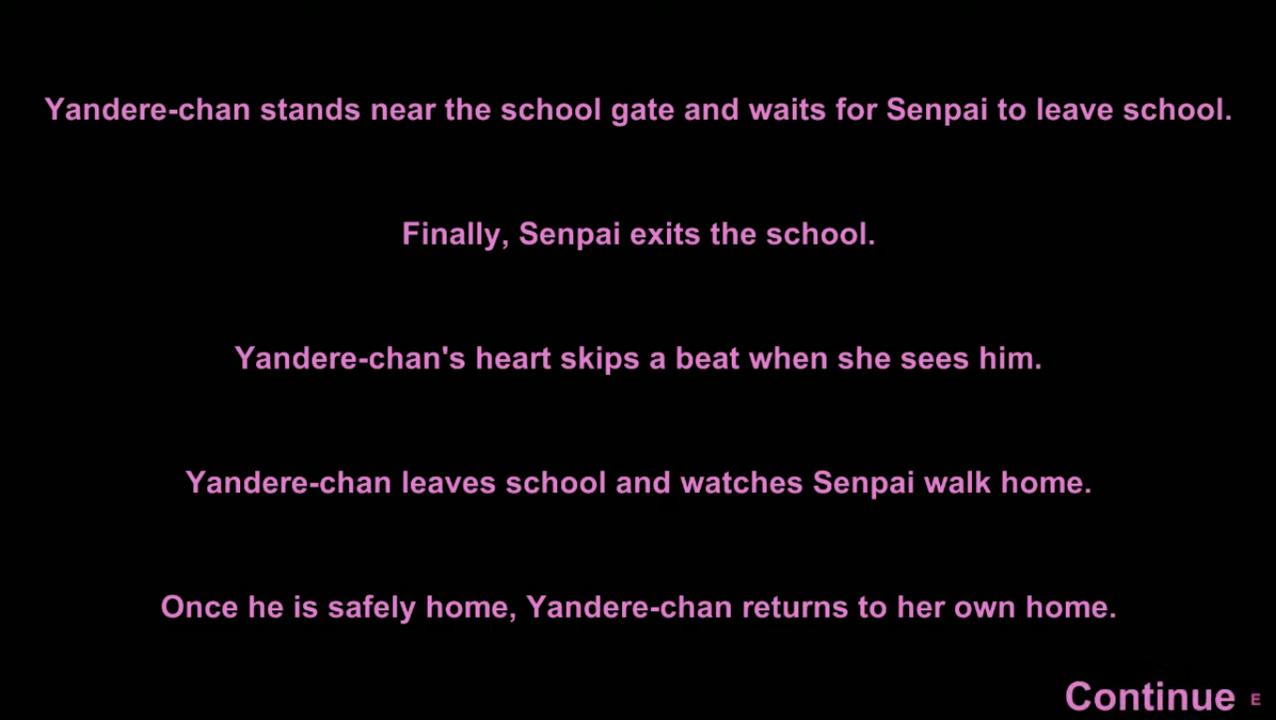 Yandere-chan stands near the school gate and waits for Senpai to leave school.
Finally, Senpai exits the school.
Yandere-chan's heart skips a beat when she sees him.
Yandere-chan leaves school and watches Senpai walk home.
Once he is safely home, Yandere-chan returns to her own home.
Continue E